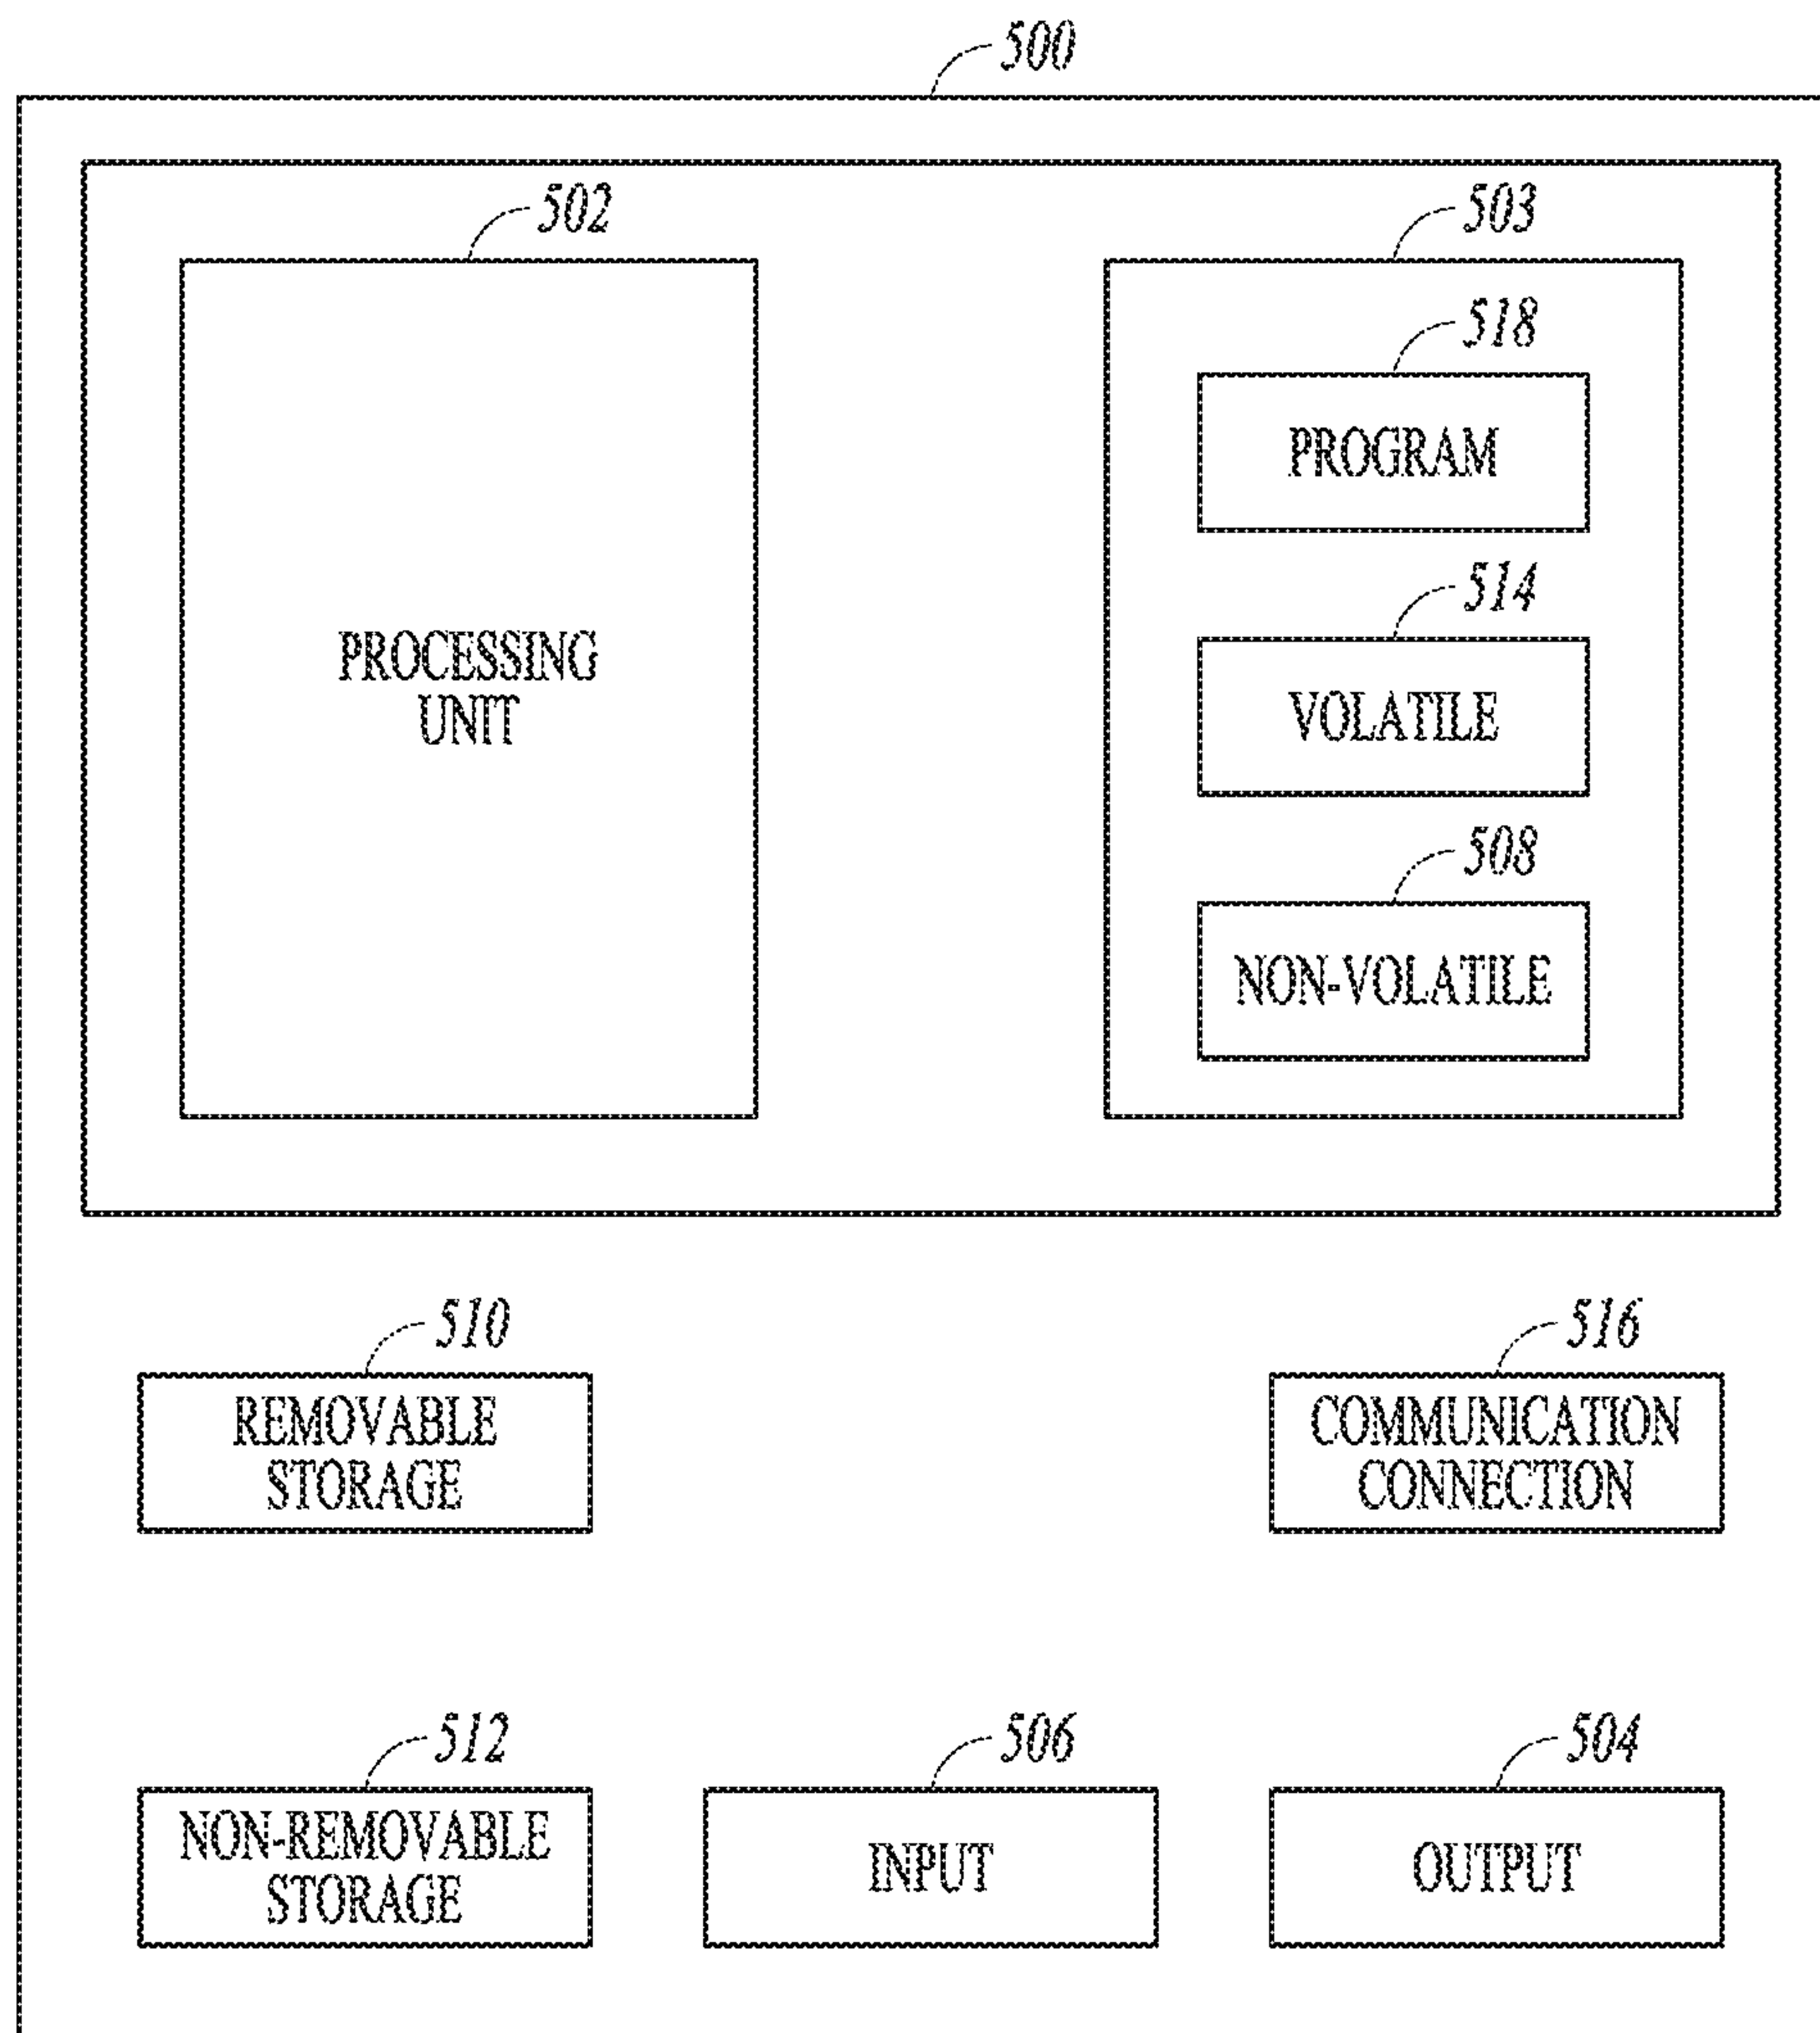 500
502
503
518
PROGRAM
514
PROCESSING
UNIT
VOLATILE
508
NON-VOLATILE
510
516
REMOVABLE
STORAGE
COMMUNICATION
CONNECTION
512
506
504
NON-REMOVABLE
STORAGE
INPUT
OUTPUT